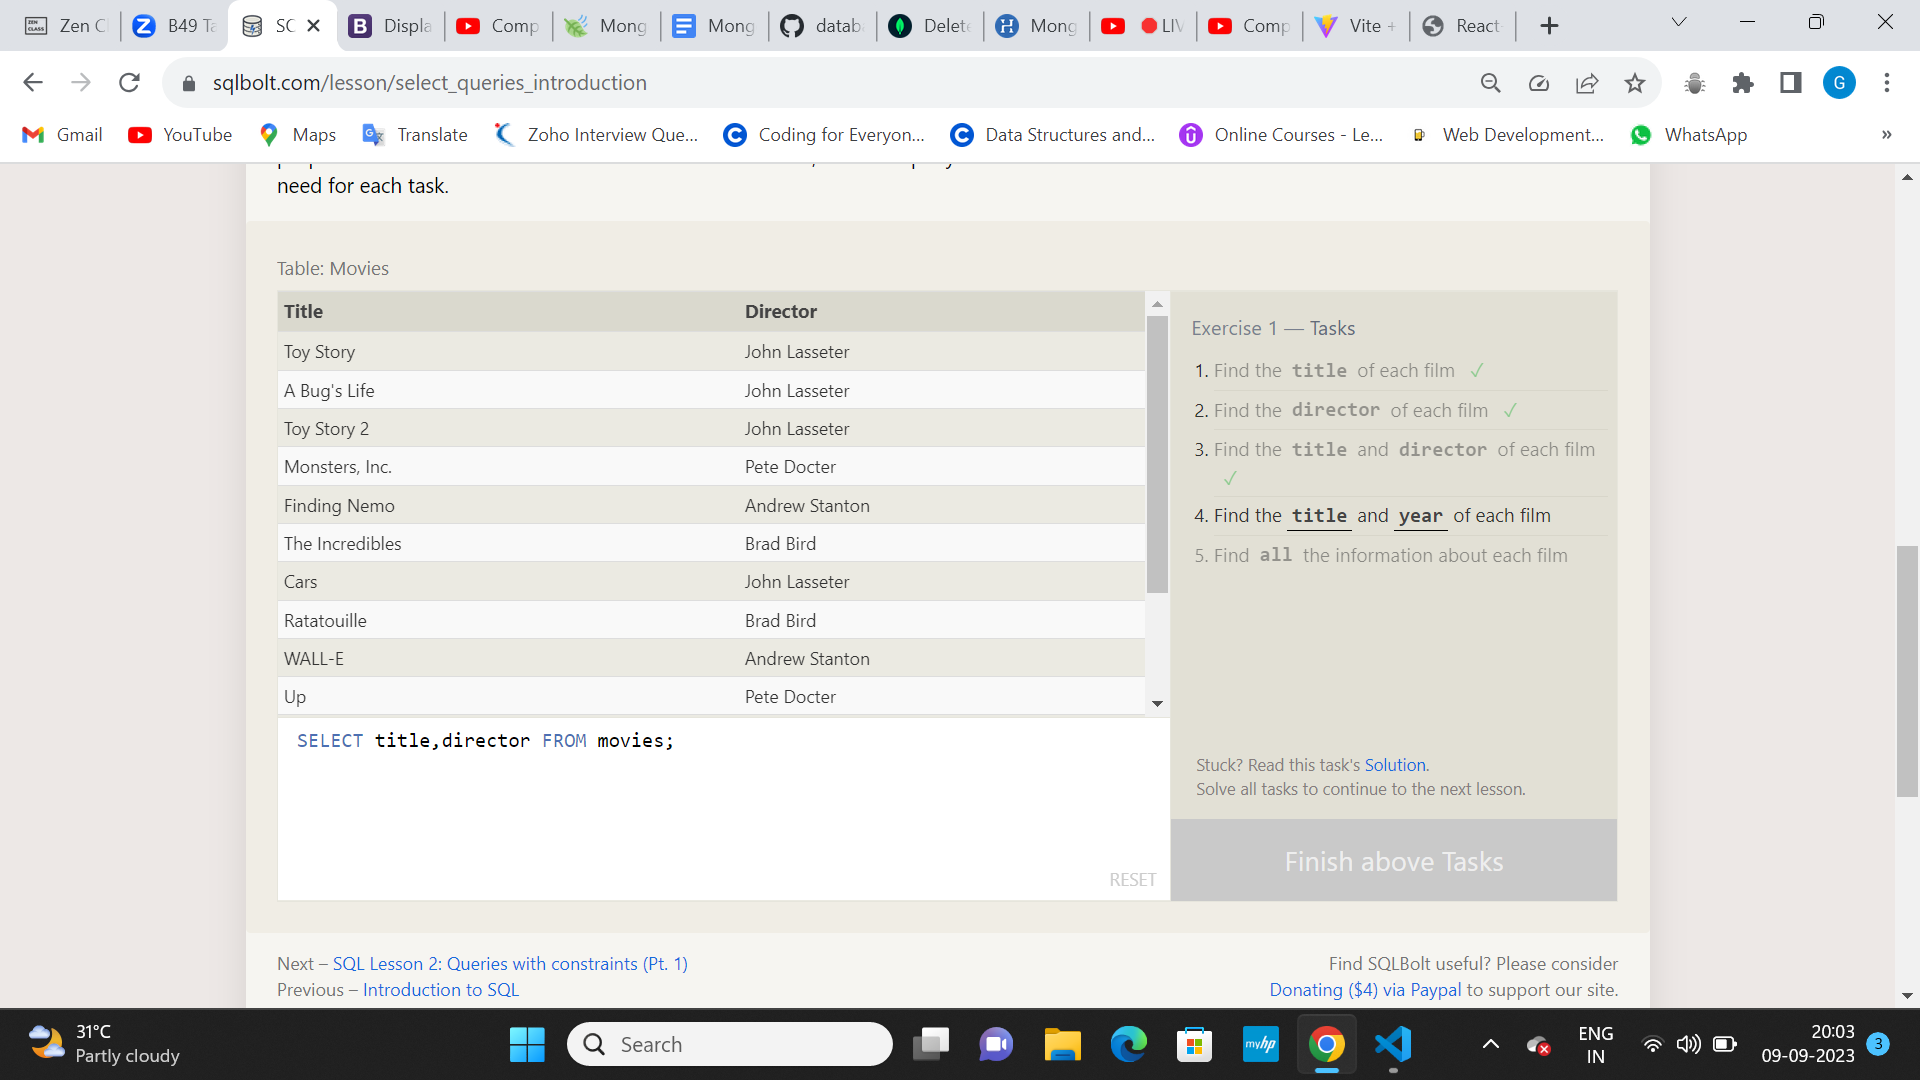 Zen Cl
B49 Ta
SC
Displa
Comp
Mong
Mong
databa
Delete
Mong
LIV
Comp
Vite +
React
sqlbolt.com/lesson/select_queries_introduction
G
Gmail
YouTube
Maps
Translate
Zoho Interview Que...
Coding for Everyon...
Data Structures and...
Online Courses - Le...
Web Development...
WhatsApp
»
need for each task.
Table: Movies
Title Director
Toy Story John Lasseter
A Bug's Life John Lasseter
Toy Story 2 John Lasseter
Monsters, Inc. Pete Docter
Finding Nemo Andrew Stanton
The Incredibles Brad Bird
Cars John Lasseter
Ratatouille Brad Bird
WALL-E Andrew Stanton
Up Pete Docter
SELECT title,director FROM movies;
RESET
Exercise 1 — Tasks
1. Find the title of each film ✓
2. Find the director of each film ✓
3. Find the title and director of each film
✓
4. Find the title and year of each film
5. Find all the information about each film
Stuck? Read this task's Solution.
Solve all tasks to continue to the next lesson.
Finish above Tasks
Next – SQL Lesson 2: Queries with constraints (Pt. 1)
Previous – Introduction to SQL
Find SQLBolt useful? Please consider
Donating ($4) via Paypal to support our site.
31°C
Partly cloudy
Search
myhp
ENG
IN
20:03
09-09-2023
3